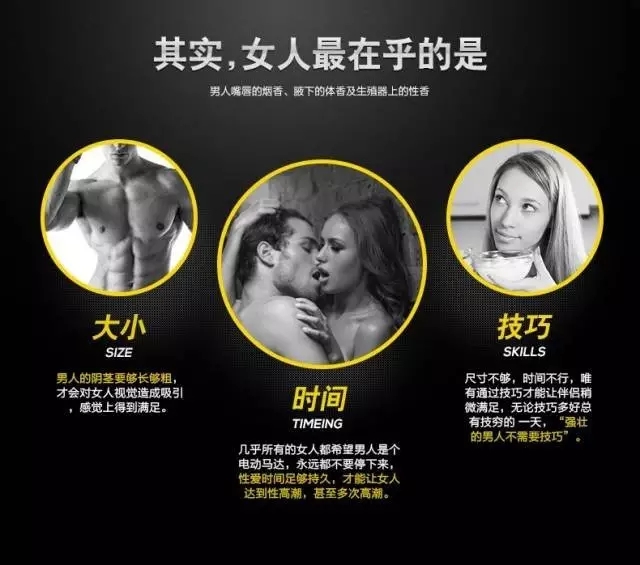 其实,女人最在乎的是
男人嘴唇的烟香、腋下的体香及生殖器上的性香
大小
SIZE
男人的阴茎要够长够粗,
才会对女人视觉造成吸引
,感觉上得到满足。
时间
TIMEING
几乎所有的女人都希望男人是个
电动马达,永远都不要停下来,
性爱时间足够持久,才能让女人
达到性高潮,甚至多次高潮。
技巧
SKILLS
尺寸不够,时间不行,唯
有通过技巧才能让伴侣稍
微满足,无论技巧多好总
有技穷的一天,“强壮
的男人不需要技巧”。